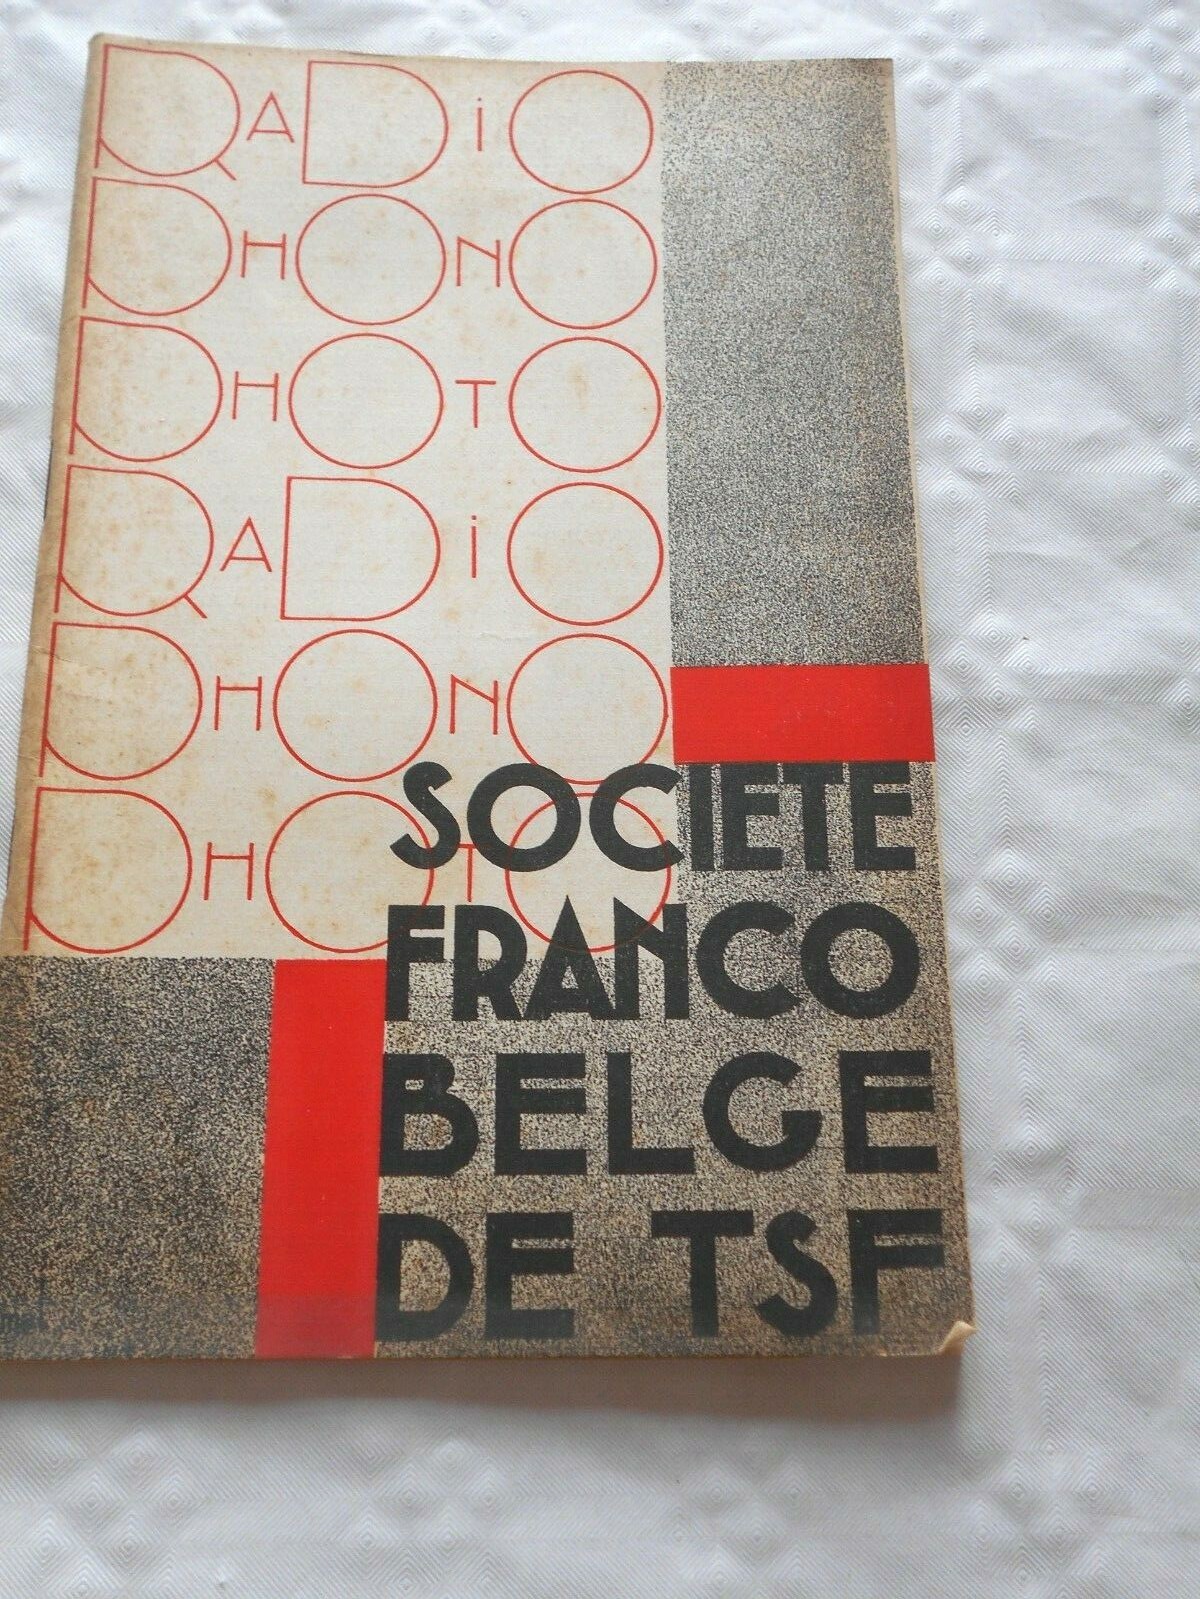 RADiO
PHONO
PHOTO
RADiO
PHONO
PHOTO
SOCIETE
FRANCO
BELGE
DE TSF